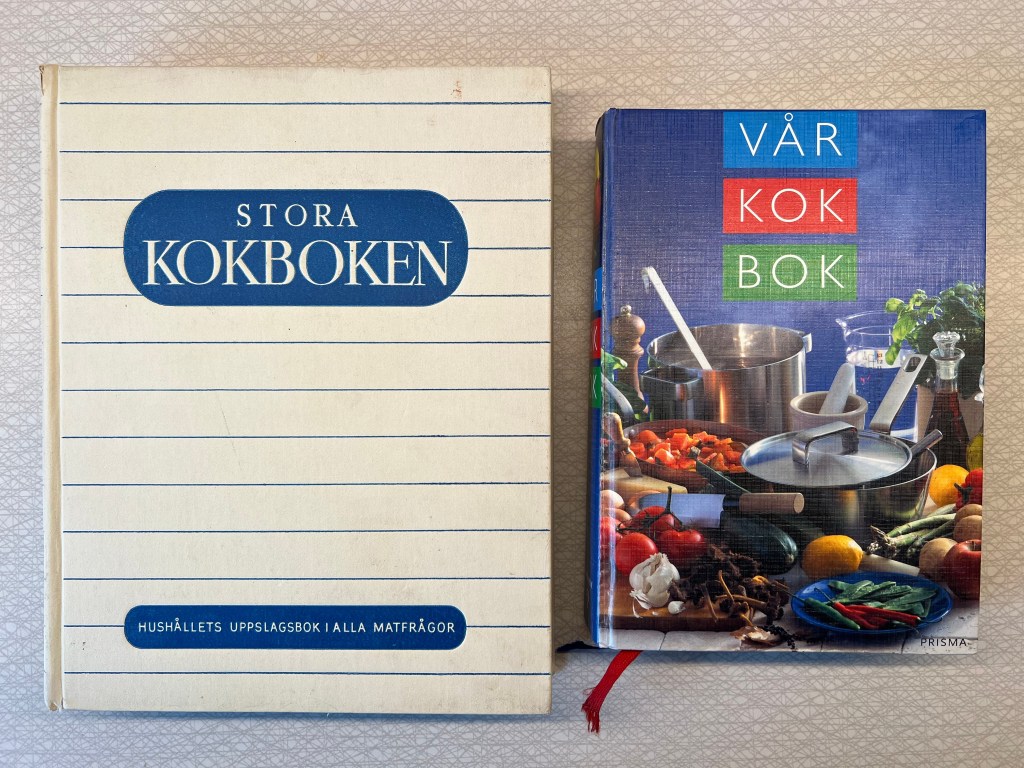 STORA
KOKBOKEN
HUSHÅLLETS UPPSLAGSBOK I ALLA MATFRÅGOR
VÅR
KOK
BOK
PRISMA